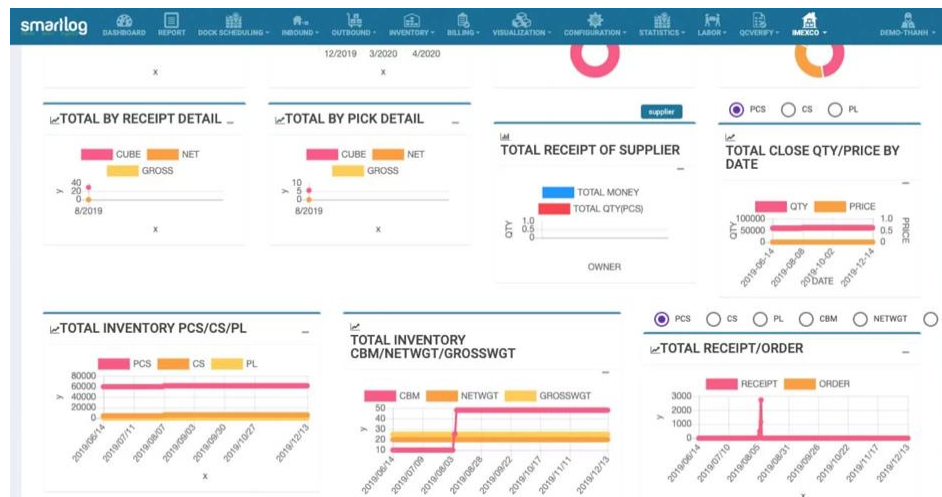 smartlog
DASHBOARD REPORT DOCK SCHEDULING INBOUND OUTBOUND INVENTORY BILLING VISUALIZATION CONFIGURATION STATISTICS LABOR QCVERIFY IMEXCO DEMO-THANH
12/2019 3/2020 4/2020
x
x
TOTAL BY RECEIPT DETAIL
CUBE NET
GROSS
40
20
0
y
8/2019
x
TOTAL BY PICK DETAIL
CUBE NET
GROSS
10
5
0
y
8/2019
x
supplier
TOTAL RECEIPT OF SUPPLIER
TOTAL MONEY
TOTAL QTY(PCS)
1.0
0.5
0
QTY
OWNER
PCS CS PL
TOTAL CLOSE QTY/PRICE BY
DATE
QTY PRICE
100000
50000
0
QTY
1.0
0.5
0
PRICE
2019-06-14 2019-08-08 2019-10-02 2019-12-14
DATE
TOTAL INVENTORY PCS/CS/PL
PCS CS PL
80000
60000
40000
20000
0
y
2019/06/14 2019/07/11 2019/08/07 2019/09/03 2019/09/30 2019/10/27 2019/12/13
x
TOTAL INVENTORY
CBM/NETWGT/GROSSWGT
CBM NETWGT GROSSWGT
50
40
30
20
10
y
2019/06/14 2019/07/09 2019/08/03 2019/08/28 2019/09/22 2019/10/17 2019/11/11 2019/12/13
PCS CS PL CBM NETWGT
TOTAL RECEIPT/ORDER
RECEIPT ORDER
3000
2000
1000
0
y
2019/06/14 2019/07/10 2019/08/05 2019/08/31 2019/09/26 2019/10/22 2019/11/17 2019/12/13
x